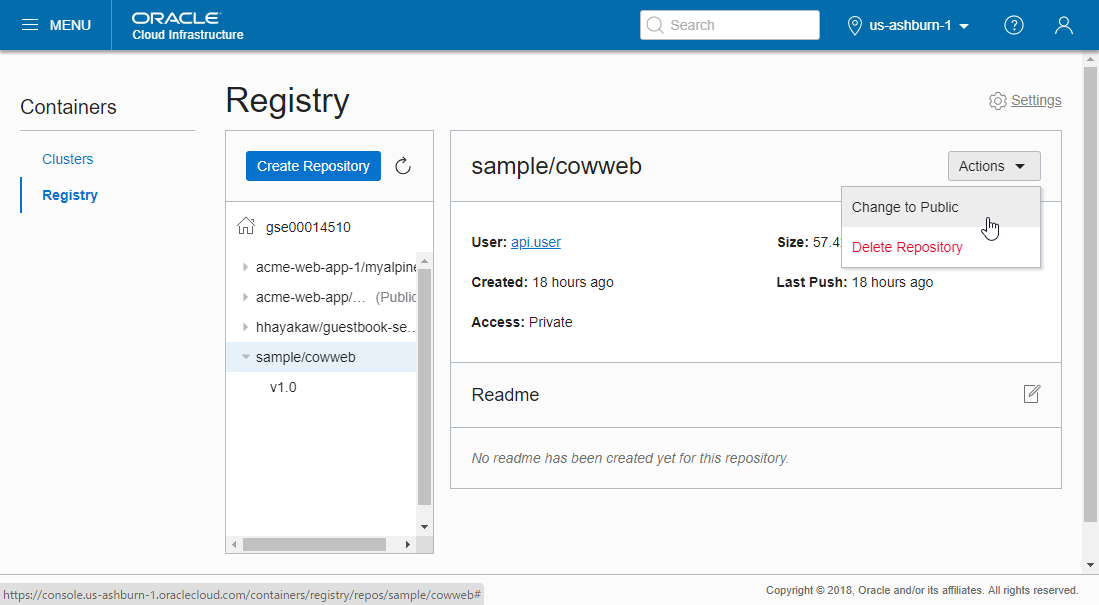 MENU
ORACLE
Cloud Infrastructure
Search
us-ashburn-1
?
Containers
Clusters
Registry
Registry
Settings
Create Repository
gse00014510
acme-web-app-1/myalpine
acme-web-app/... (Public
hhayakaw/guestbook-se...
sample/cowweb
v1.0
sample/cowweb
Actions
Change to Public
Delete Repository
User: api.user
Size: 57.4
Created: 18 hours ago
Last Push: 18 hours ago
Access: Private
Readme
No readme has been created yet for this repository.
https://console.us-ashburn-1.oraclecloud.com/containers/registry/repos/sample/cowweb#
Copyright © 2018, Oracle and/or its affiliates. All rights reserved.